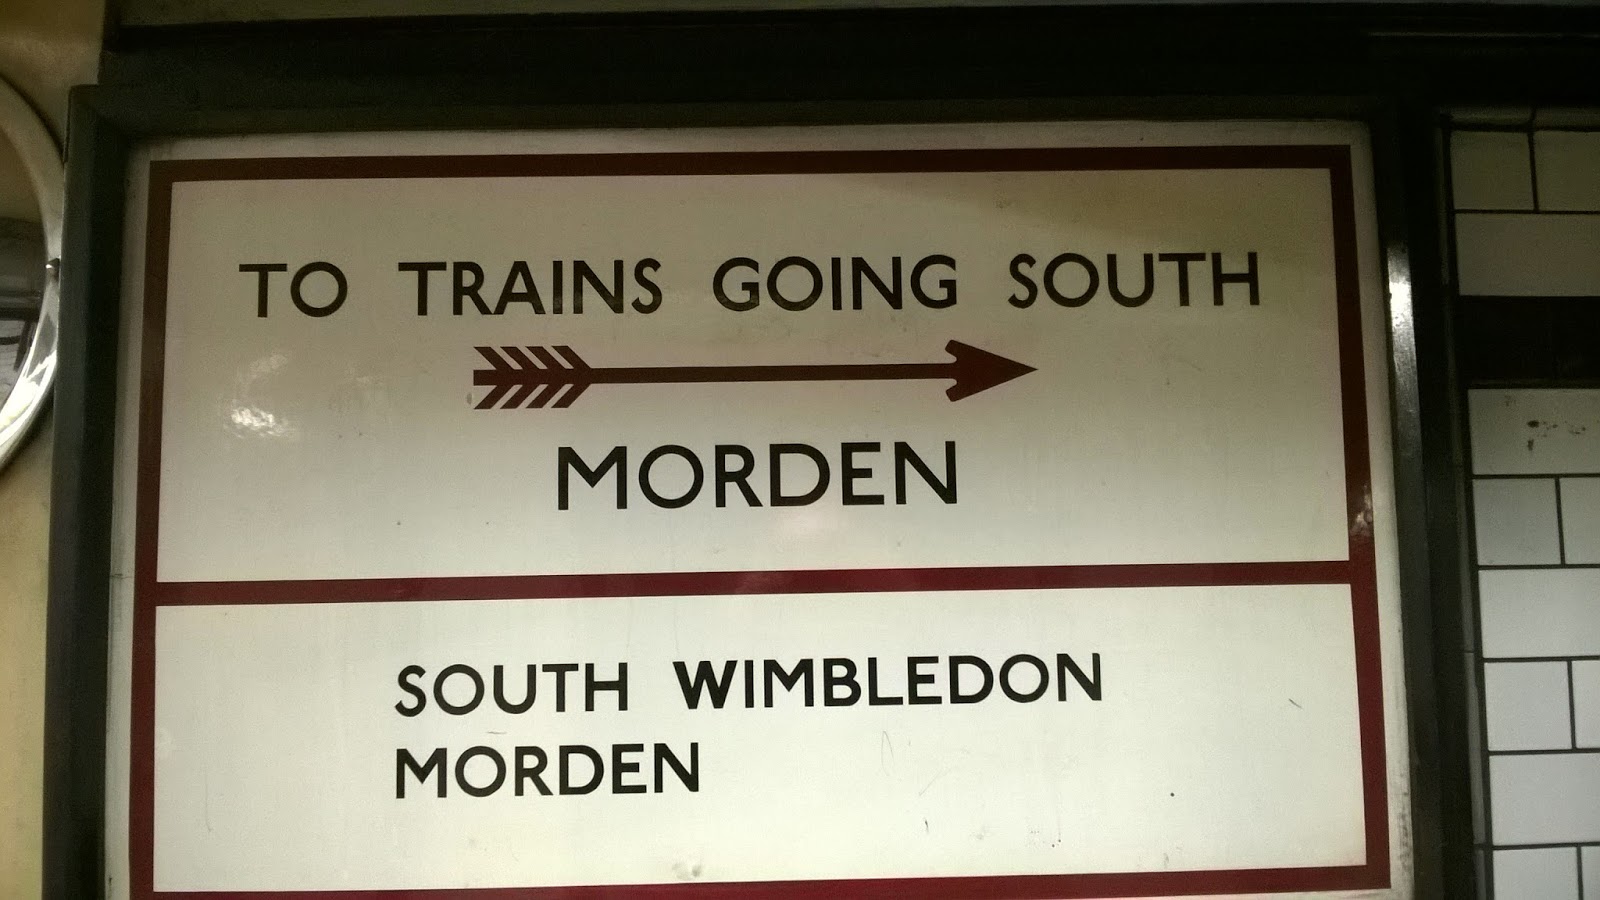 TO TRAINS GOING SOUTH
MORDEN
SOUTH WIMBLEDON
MORDEN